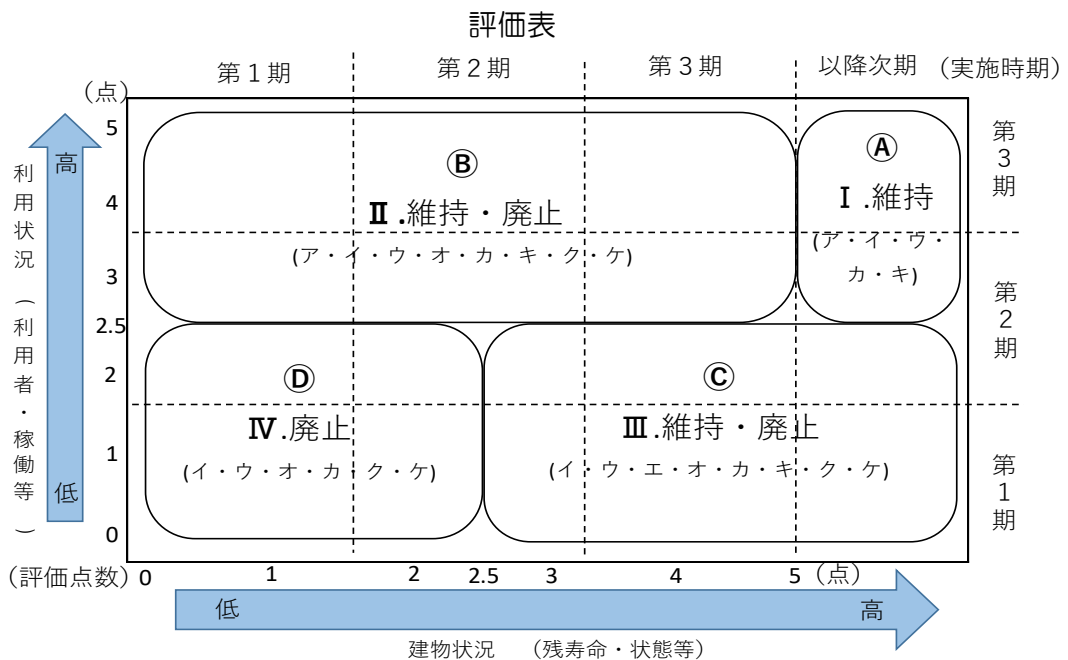 評価表
第１期
第２期
第３期
以降次期
（実施時期）
（点）
5
4
3
2.5
2
1
0
高
低
利用状況（利用者・稼働等）
Ⓑ
Ⅱ.維持・廃止
(ア・イ・ウ・オ・カ・キ・ク・ケ)
Ⓐ
Ⅰ.維持
(ア・イ・ウ・
カ・キ)
Ⓓ
Ⅳ.廃止
(イ・ウ・オ・カ・ク・ケ)
Ⓒ
Ⅲ.維持・廃止
(イ・ウ・エ・オ・カ・キ・ク・ケ)
第３期
第２期
第１期
（評価点数）
0
1
2
2.5
3
4
5
（点）
低
高
建物状況　（残寿命・状態等）